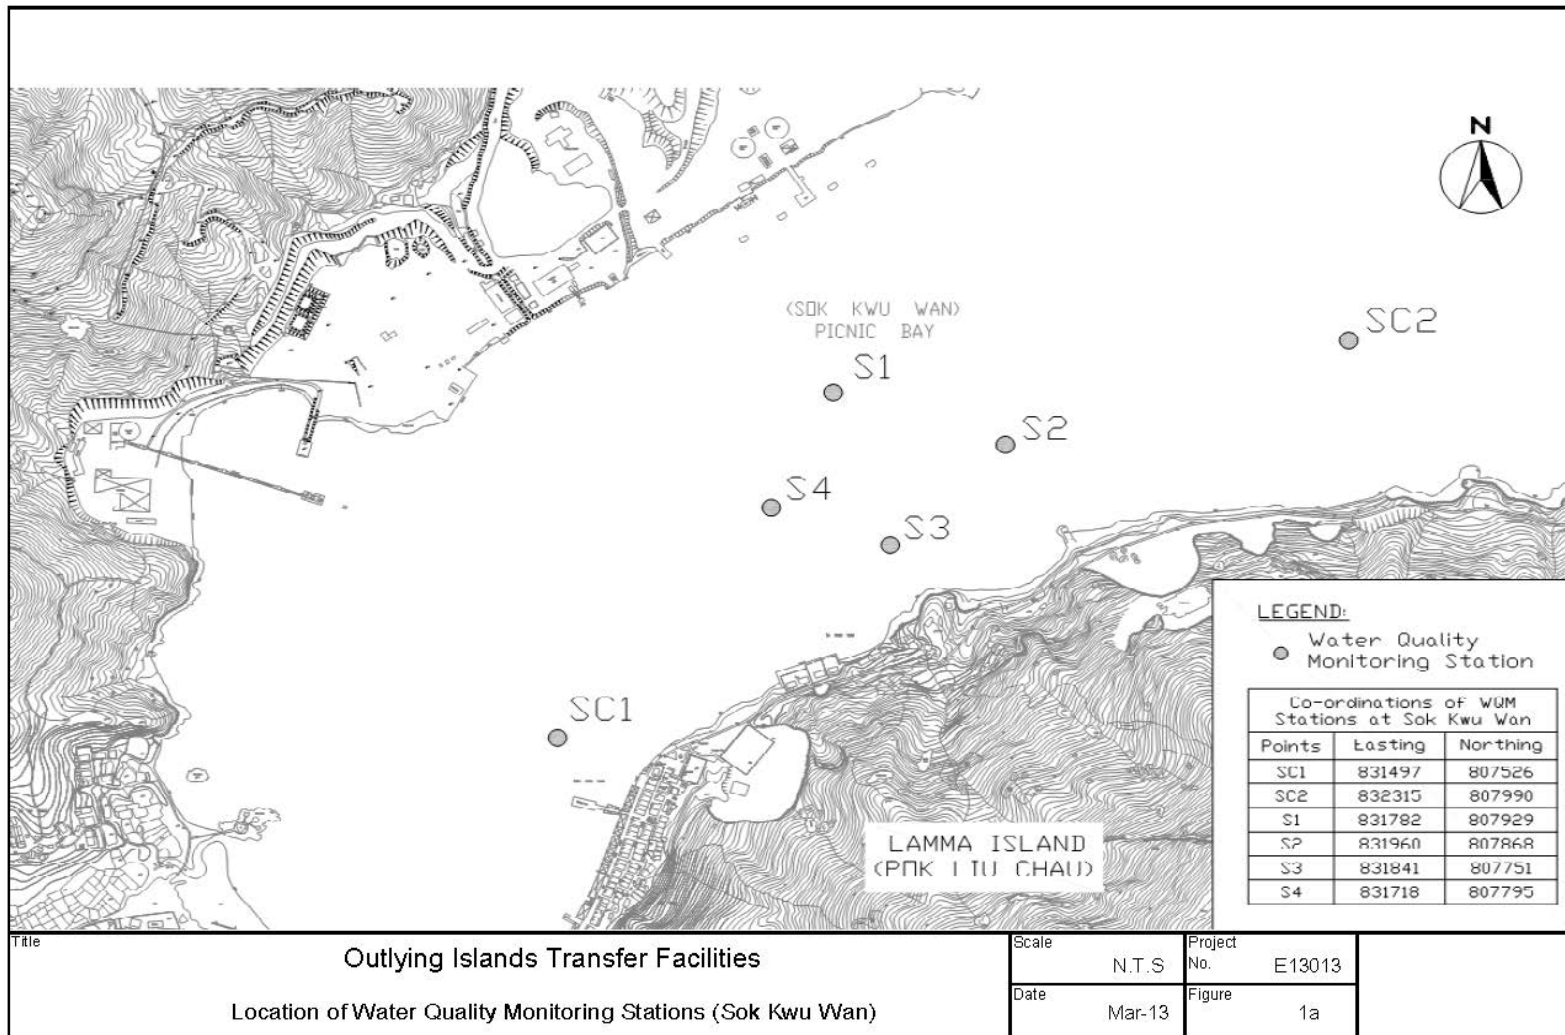 N
(SOK KWU WAN)
PICNIC BAY
SC2
S1
S2
S4
S3
SC1
LAMMA ISLAND
(POK LIU CHAU)
LEGEND:
Water Quality
Monitoring Station
Co-ordinations of WQM
Stations at Sok Kwu Wan
Points Easting Northing
SC1 831497 807526
SC2 832315 807990
S1 831782 807929
S2 831960 807868
S3 831841 807751
S4 831718 807795
Title
Outlying Islands Transfer Facilities
Location of Water Quality Monitoring Stations (Sok Kwu Wan)
Scale
N.T.S
Project
No. E13013
Date
Mar-13
Figure
1a